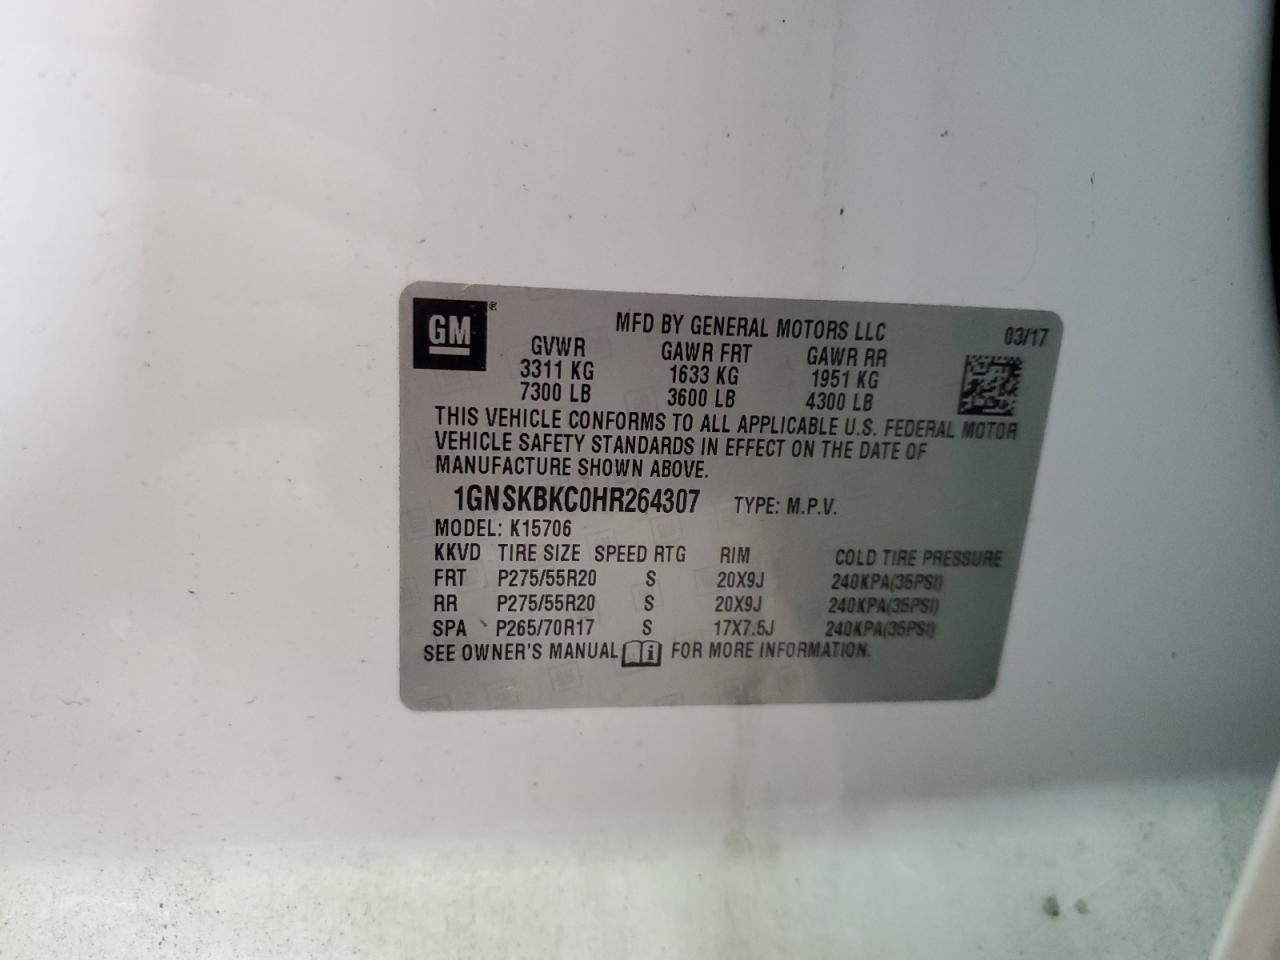 GM ®
MFD BY GENERAL MOTORS LLC 03/17
GVWR GAWR FRT GAWR RR
3311 KG 1633 KG 1951 KG
7300 LB 3600 LB 4300 LB
THIS VEHICLE CONFORMS TO ALL APPLICABLE U.S. FEDERAL MOTOR
VEHICLE SAFETY STANDARDS IN EFFECT ON THE DATE OF
MANUFACTURE SHOWN ABOVE.
1GNSKBKC0HR264307 TYPE: M.P.V.
MODEL: K15706
KKVD TIRE SIZE SPEED RTG RIM COLD TIRE PRESSURE
FRT P275/55R20 S 20X9J 240KPA(35PSI)
RR P275/55R20 S 20X9J 240KPA(35PSI)
SPA P265/70R17 S 17X7.5J 240KPA(35PSI)
SEE OWNER'S MANUAL i FOR MORE INFORMATION.